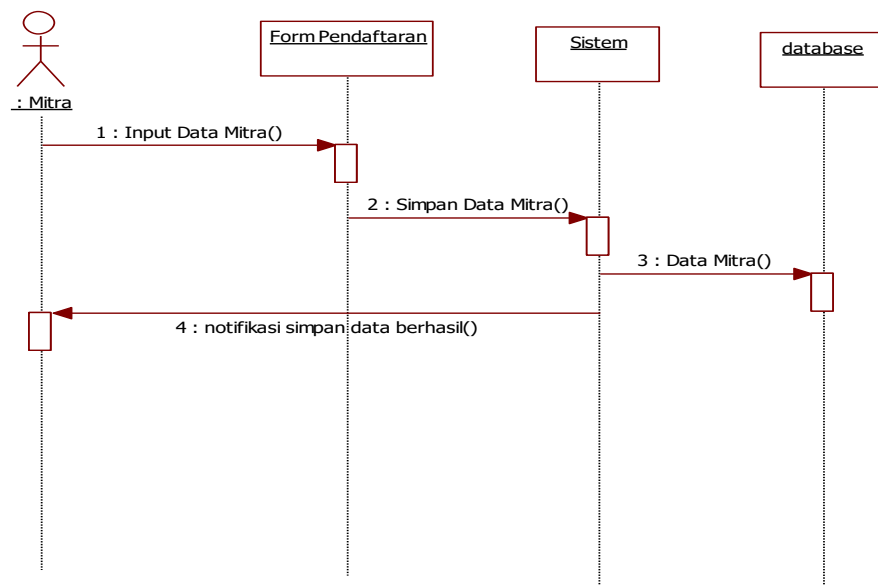 Form Pendaftaran
Sistem
database
: Mitra
1 : Input Data Mitra()
2 : Simpan Data Mitra()
3 : Data Mitra()
4 : notifikasi simpan data berhasil()